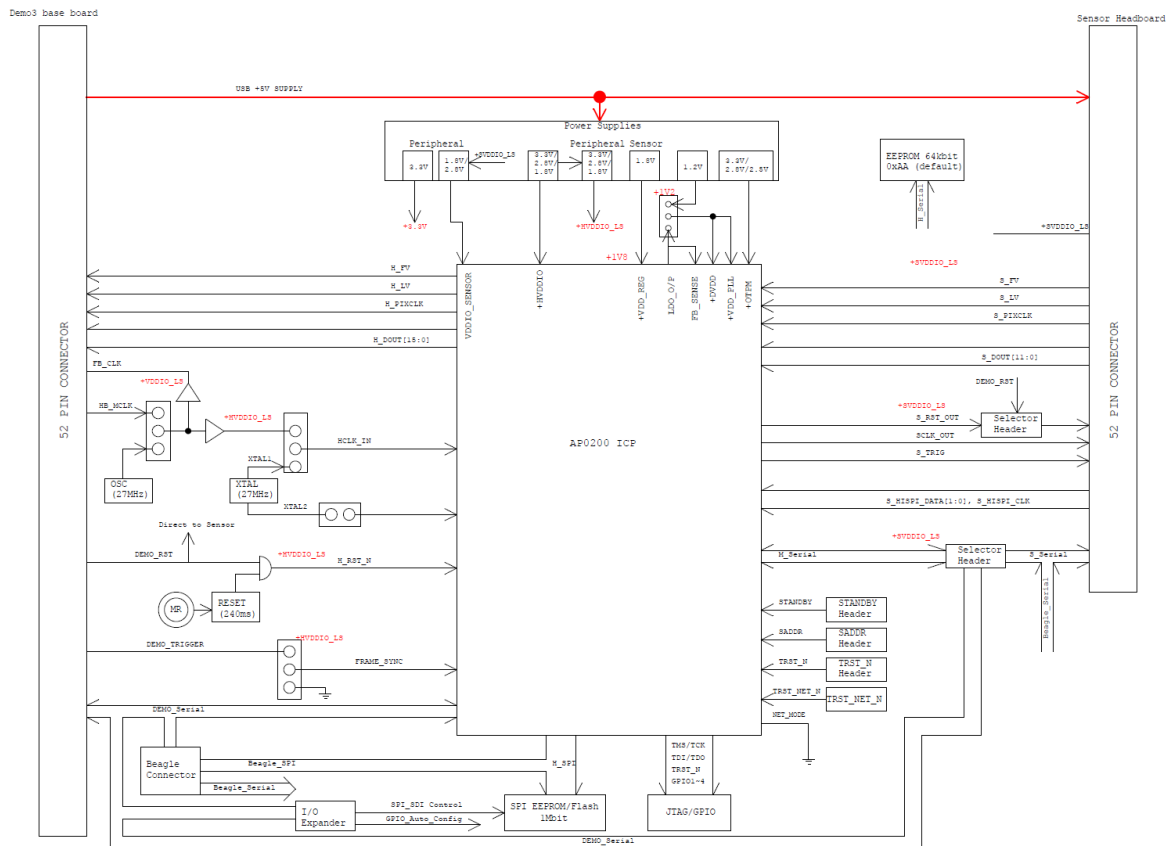 Demo3 base board
Sensor Headboard
USB +5V SUPPLY
Power Supplies
Peripheral
Peripheral Sensor
3.3V
1.8V/
2.8V
+SVDDIO_LS
3.3V/
2.8V/
1.8V
3.3V/
2.8V/
1.8V
1.8V
1.2V
3.3V/
2.8V/2.5V
EEPROM 64kbit
0xAA (default)
H_Serial
+1V2
+3.3V
+HVDDIO_LS
+SVDDIO_LS
+SVDDIO_LS
+1V8
VDDIO_SENSOR
+HVDDIO
+VDD_REG
LDO_O/P
FB_SENSE
+DVDD
+VDD_PLL
+OTPM
H_FV
H_LV
H_PIXCLK
H_DOUT[15:0]
S_FV
S_LV
S_PIXCLK
S_DOUT[11:0]
52 PIN CONNECTOR
52 PIN CONNECTOR
FB_CLK
+VDDIO_LS
HB_MCLK
+HVDDIO_LS
HCLK_IN
XTAL1
OSC
(27MHz)
XTAL
(27MHz)
XTAL2
AP0200 ICP
DEMO_RST
+SVDDIO_LS
S_RST_OUT
Selector
Header
SCLK_OUT
S_TRIG
S_HISPI_DATA[1:0], S_HISPI_CLK
Direct to Sensor
DEMO_RST
+HVDDIO_LS
H_RST_N
MR
RESET
(240ms)
+SVDDIO_LS
M_Serial
Selector
Header
S_Serial
Beagle_Serial
STANDBY
STANDBY
Header
SADDR
SADDR
Header
TRST_N
TRST_N
Header
TRST_NET_N
TRST_NET_N
NET_MODE
DEMO_TRIGGER
+HVDDIO_LS
FRAME_SYNC
DEMO_Serial
Beagle
Connector
Beagle_SPI
Beagle_Serial
H_SPI
TMS/TCK
TDI/TDO
TRST_N
GPIO1~4
I/O
Expander
SPI_SDI Control
GPIO_Auto_Config
SPI EEPROM/Flash
1Mbit
JTAG/GPIO
DEMO_Serial